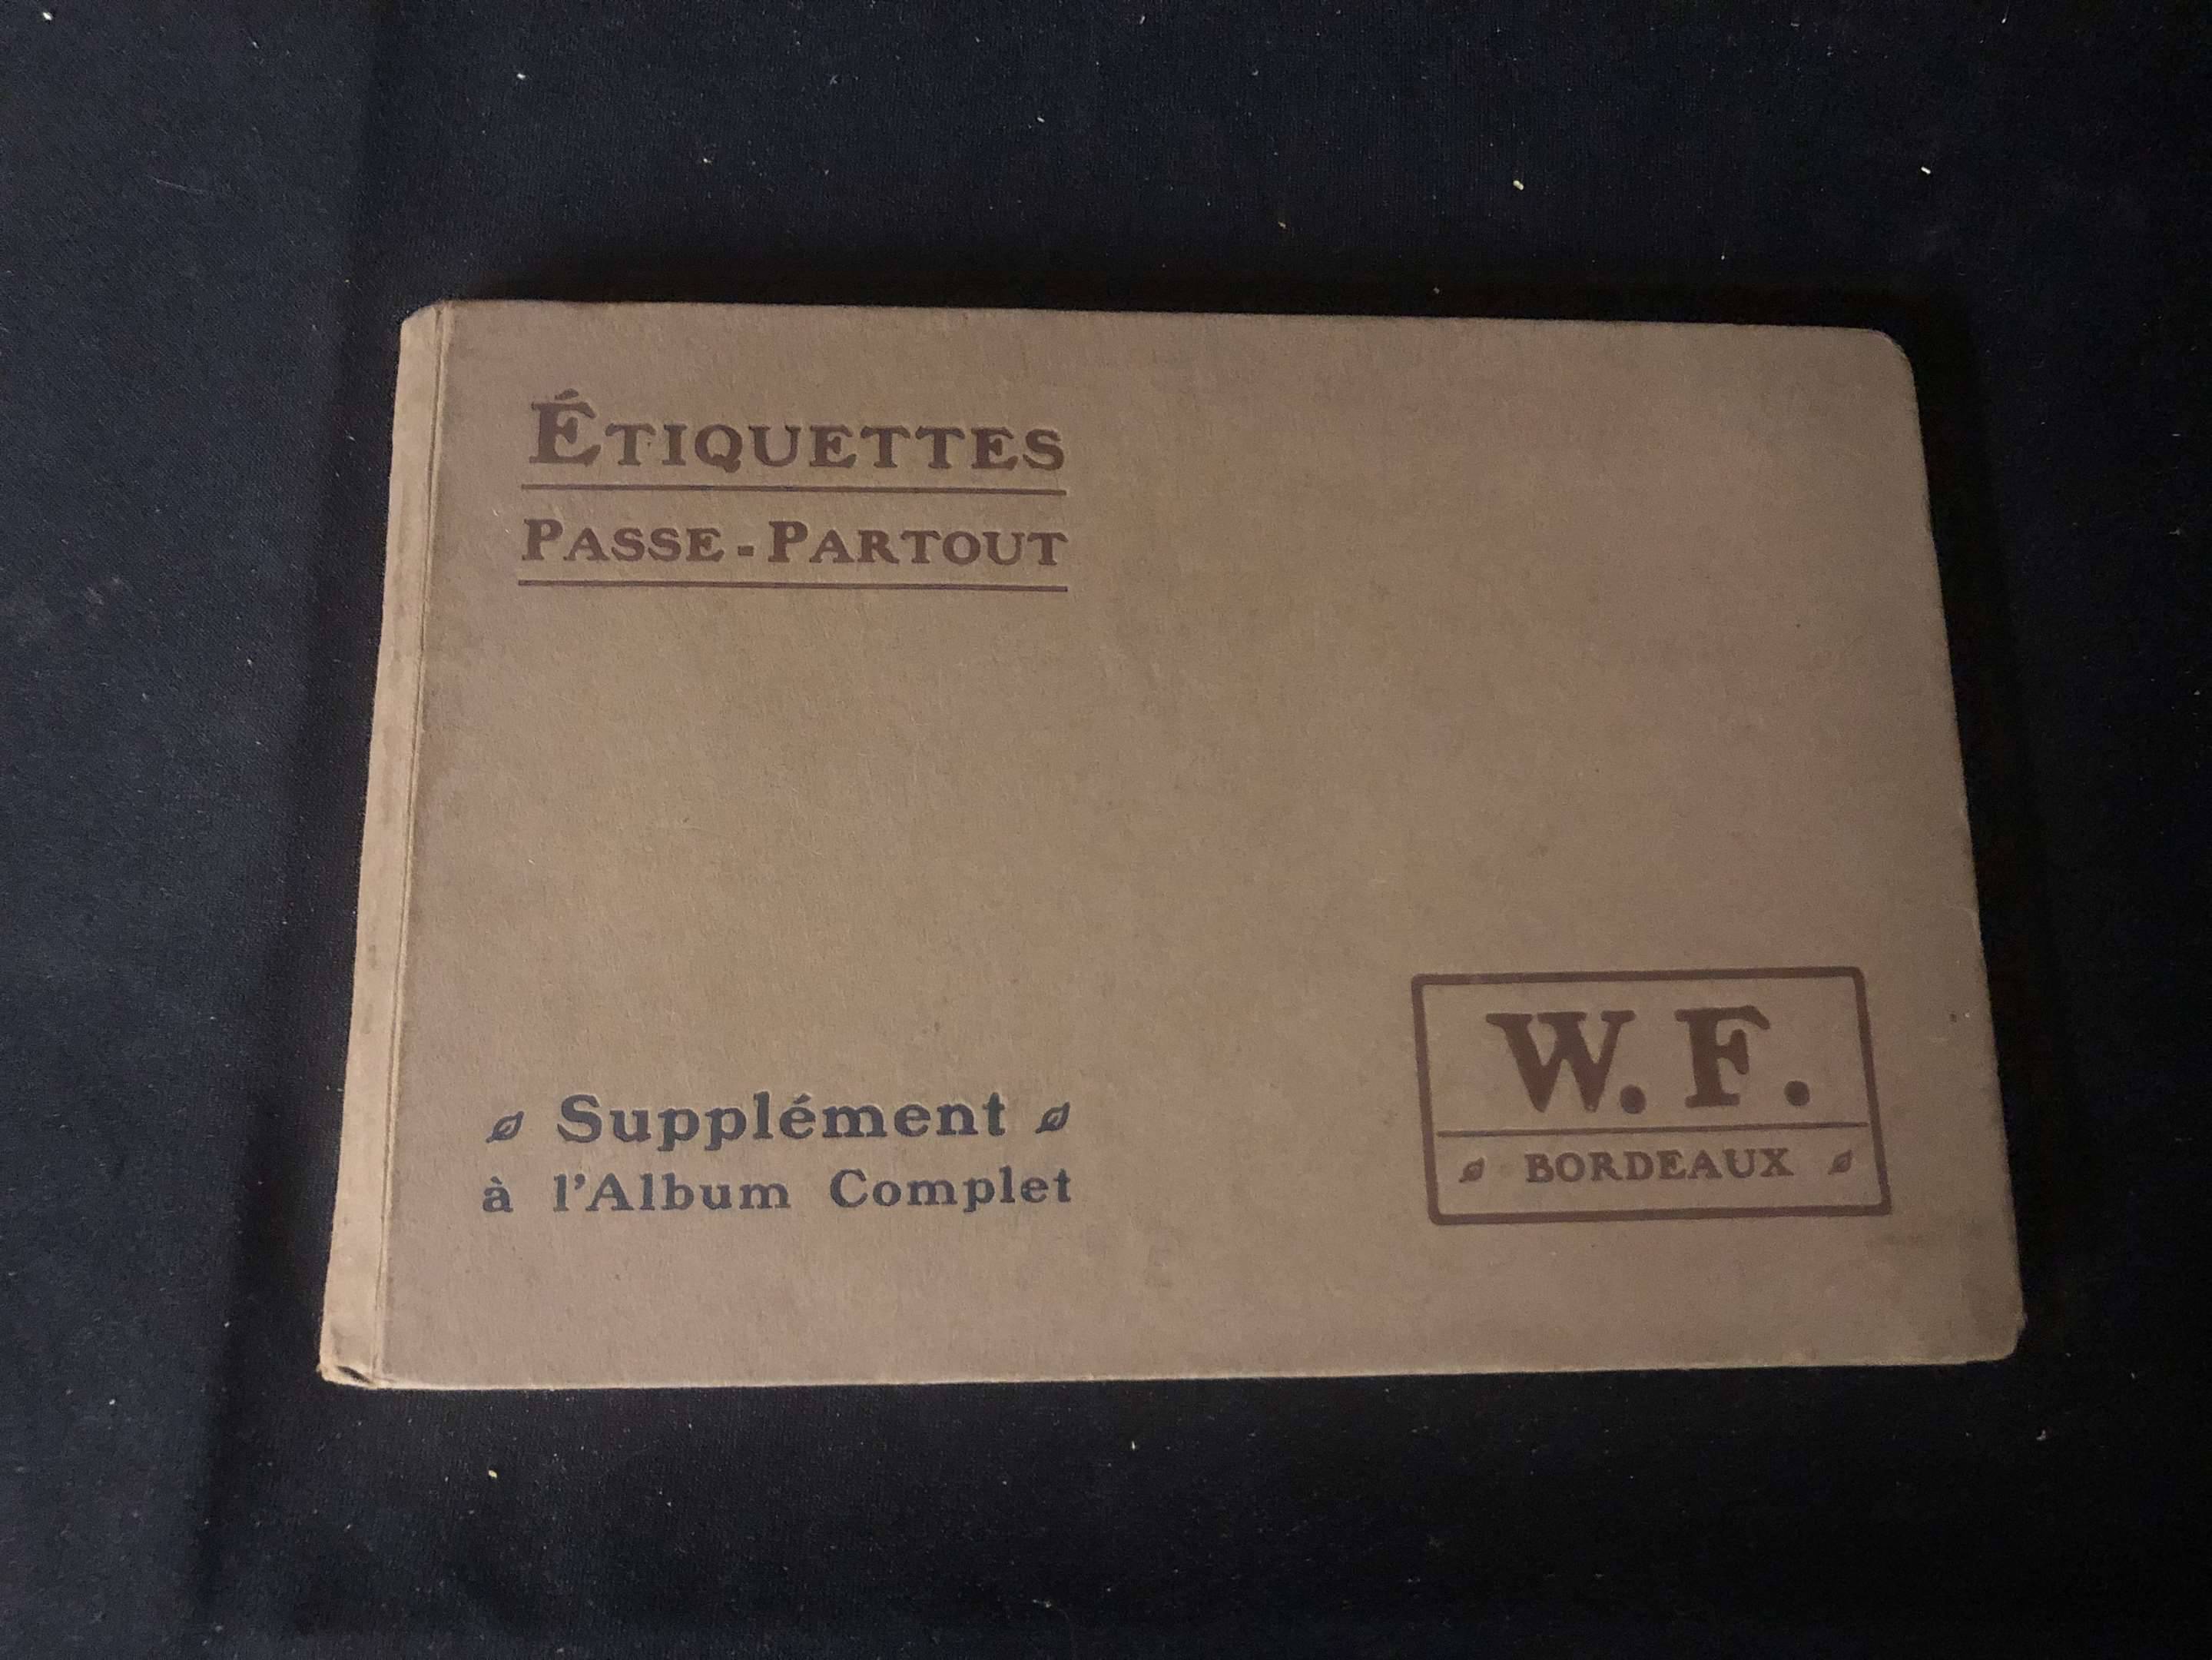 ÉTIQUETTES
PASSE-PARTOUT
Supplément
à l'Album Complet
W. F.
BORDEAUX